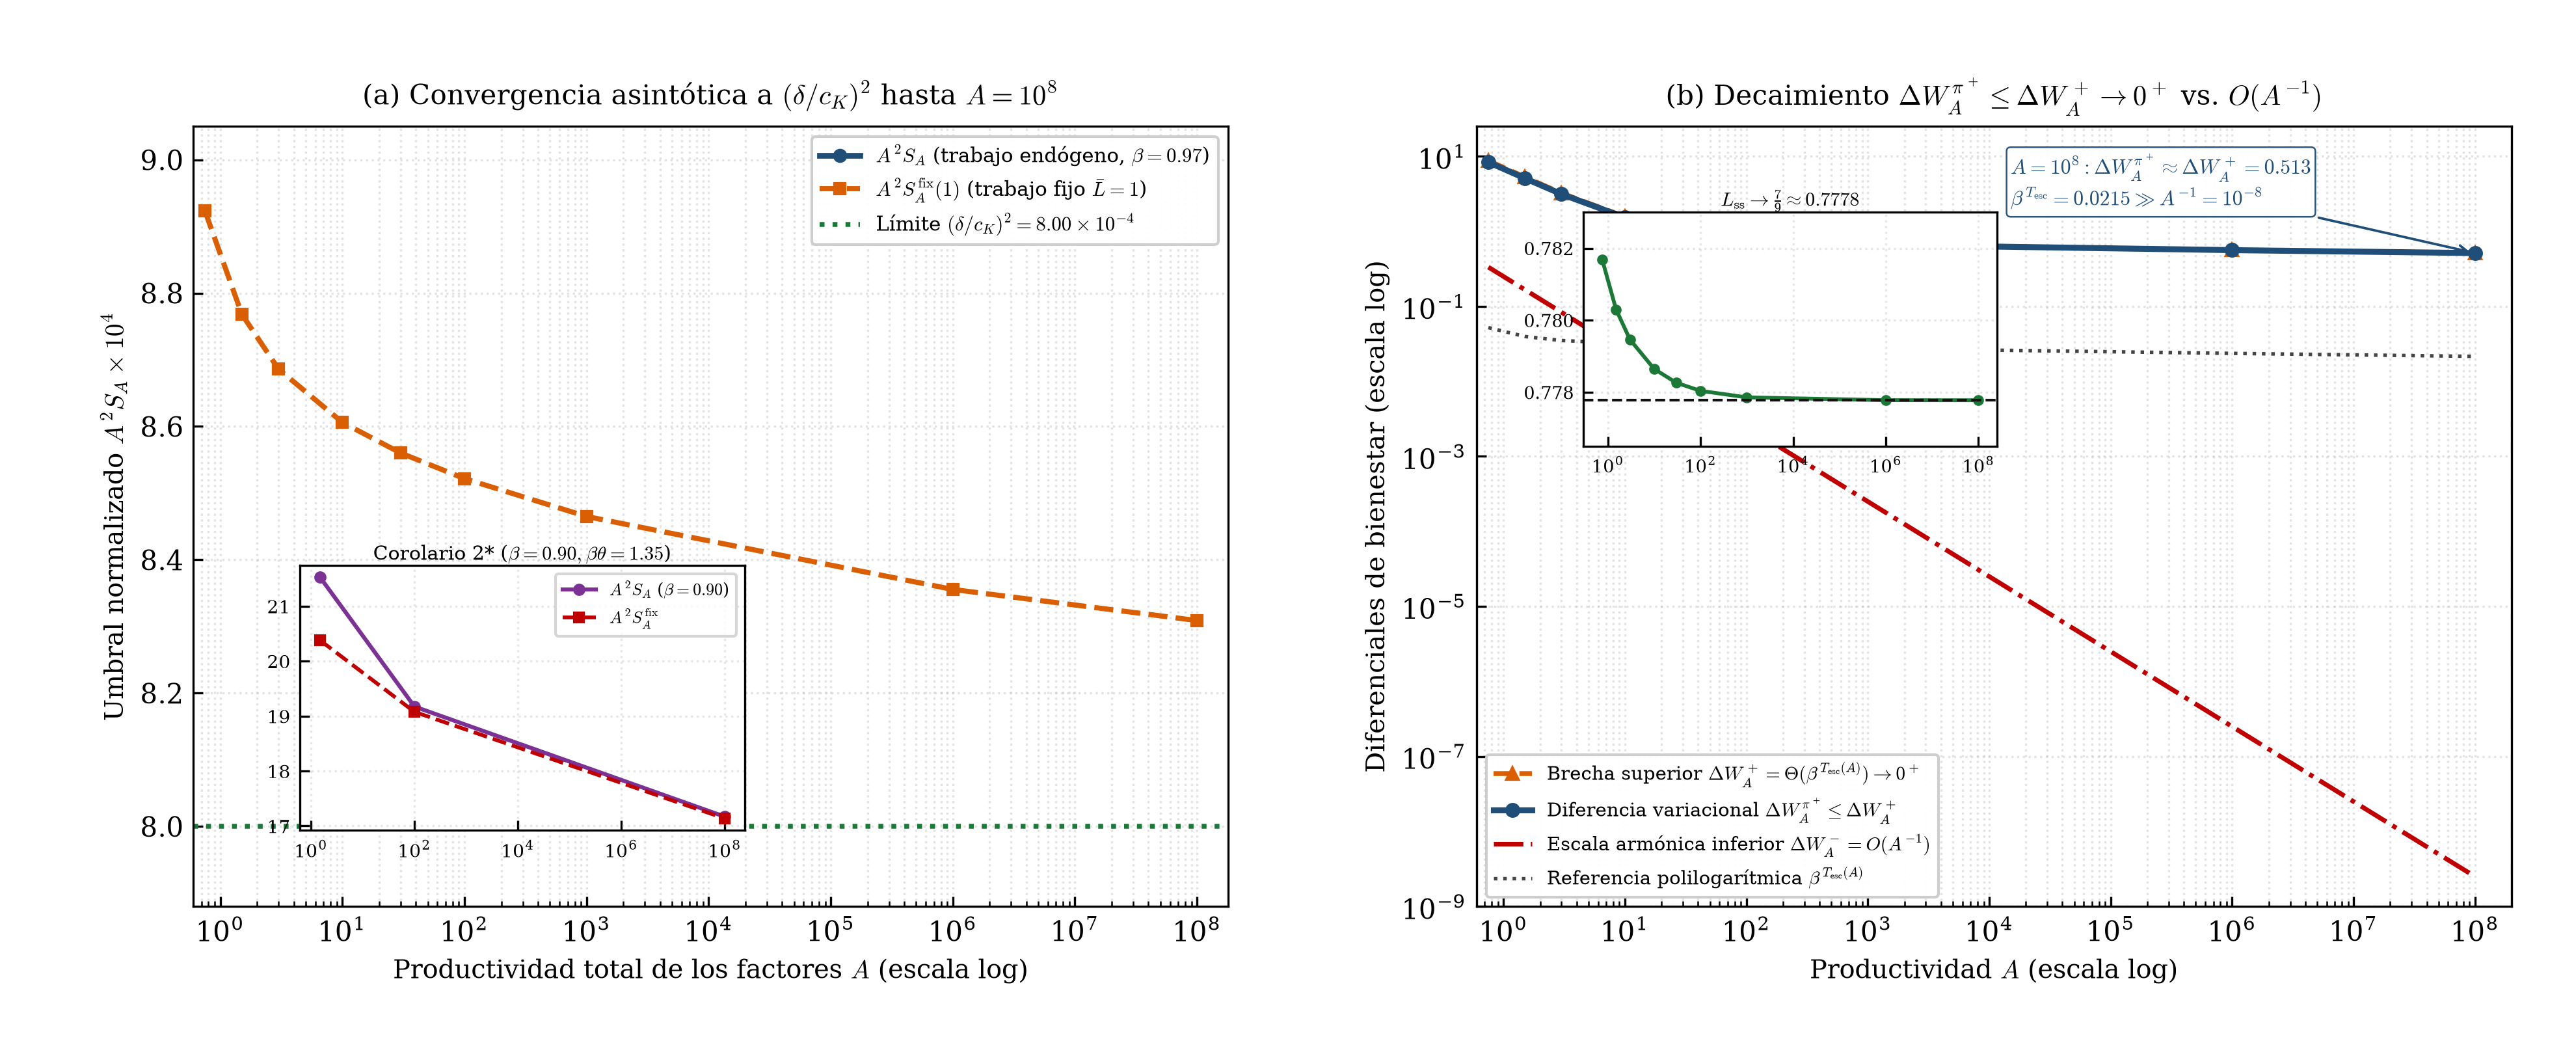 (a) Convergencia asintótica a (δ/c_K)² hasta A = 10⁸
Umbral normalizado A²S_A × 10⁴
9.0
8.8
8.6
8.4
8.2
8.0
A²S_A (trabajo endógeno, β = 0.97)
A²S_A^fix(1) (trabajo fijo L̄ = 1)
Límite (δ/c_K)² = 8.00 × 10⁻⁴
Corolario 2* (β = 0.90, βθ = 1.35)
A²S_A (β = 0.90)
A²S_A^fix
21
20
19
18
17
10⁰ 10² 10⁴ 10⁶ 10⁸
10⁰ 10¹ 10² 10³ 10⁴ 10⁵ 10⁶ 10⁷ 10⁸
Productividad total de los factores A (escala log)
(b) Decaimiento ΔW_A^{π⁺} ≤ ΔW_A^+ → 0⁺ vs. O(A⁻¹)
Diferenciales de bienestar (escala log)
10¹
10⁻¹
10⁻³
10⁻⁵
10⁻⁷
10⁻⁹
A = 10⁸ : ΔW_A^{π⁺} ≈ ΔW_A^+ = 0.513
β^{T_esc} = 0.0215 ≫ A⁻¹ = 10⁻⁸
L_ss → 7/9 ≈ 0.7778
0.782
0.780
0.778
10⁰ 10² 10⁴ 10⁶ 10⁸
Brecha superior ΔW_A^+ = Θ(β^{T_esc(A)}) → 0⁺
Diferencia variacional ΔW_A^{π⁺} ≤ ΔW_A^+
Escala armónica inferior ΔW_A^- = O(A⁻¹)
Referencia polilogarítmica β^{T_esc(A)}
10⁰ 10¹ 10² 10³ 10⁴ 10⁵ 10⁶ 10⁷ 10⁸
Productividad A (escala log)